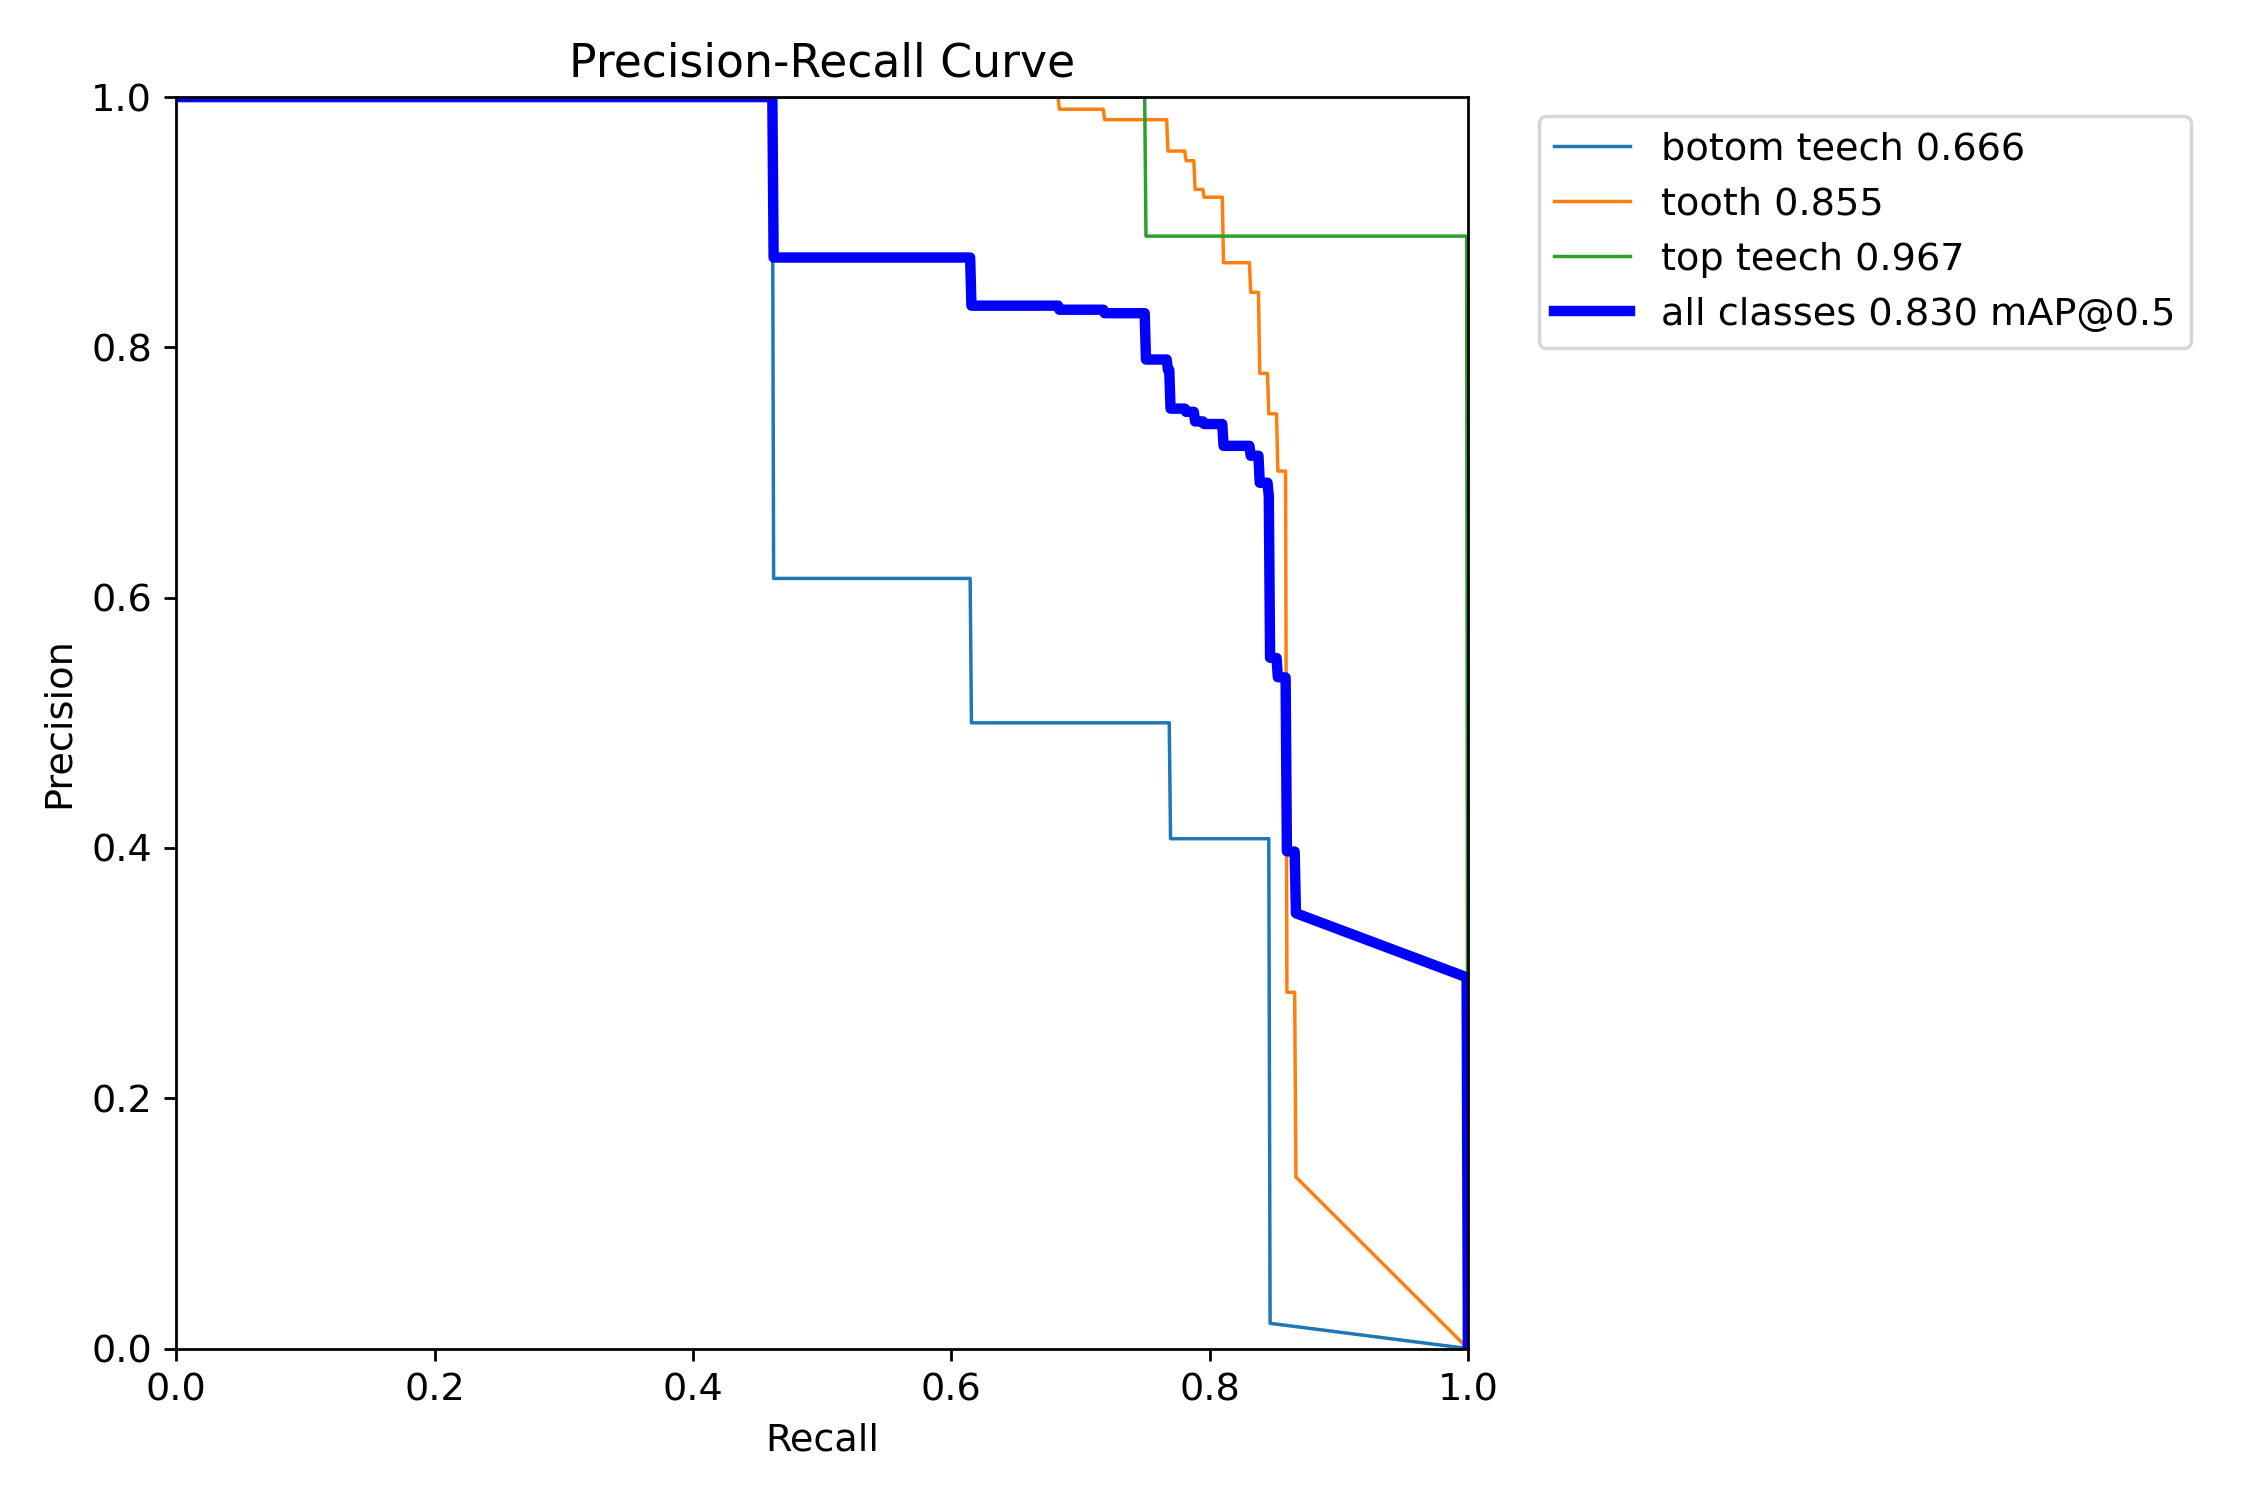 Precision-Recall Curve
1.0
0.8
0.6
0.4
0.2
0.0
Precision
0.0 0.2 0.4 0.6 0.8 1.0
Recall
botom teech 0.666
tooth 0.855
top teech 0.967
all classes 0.830 mAP@0.5